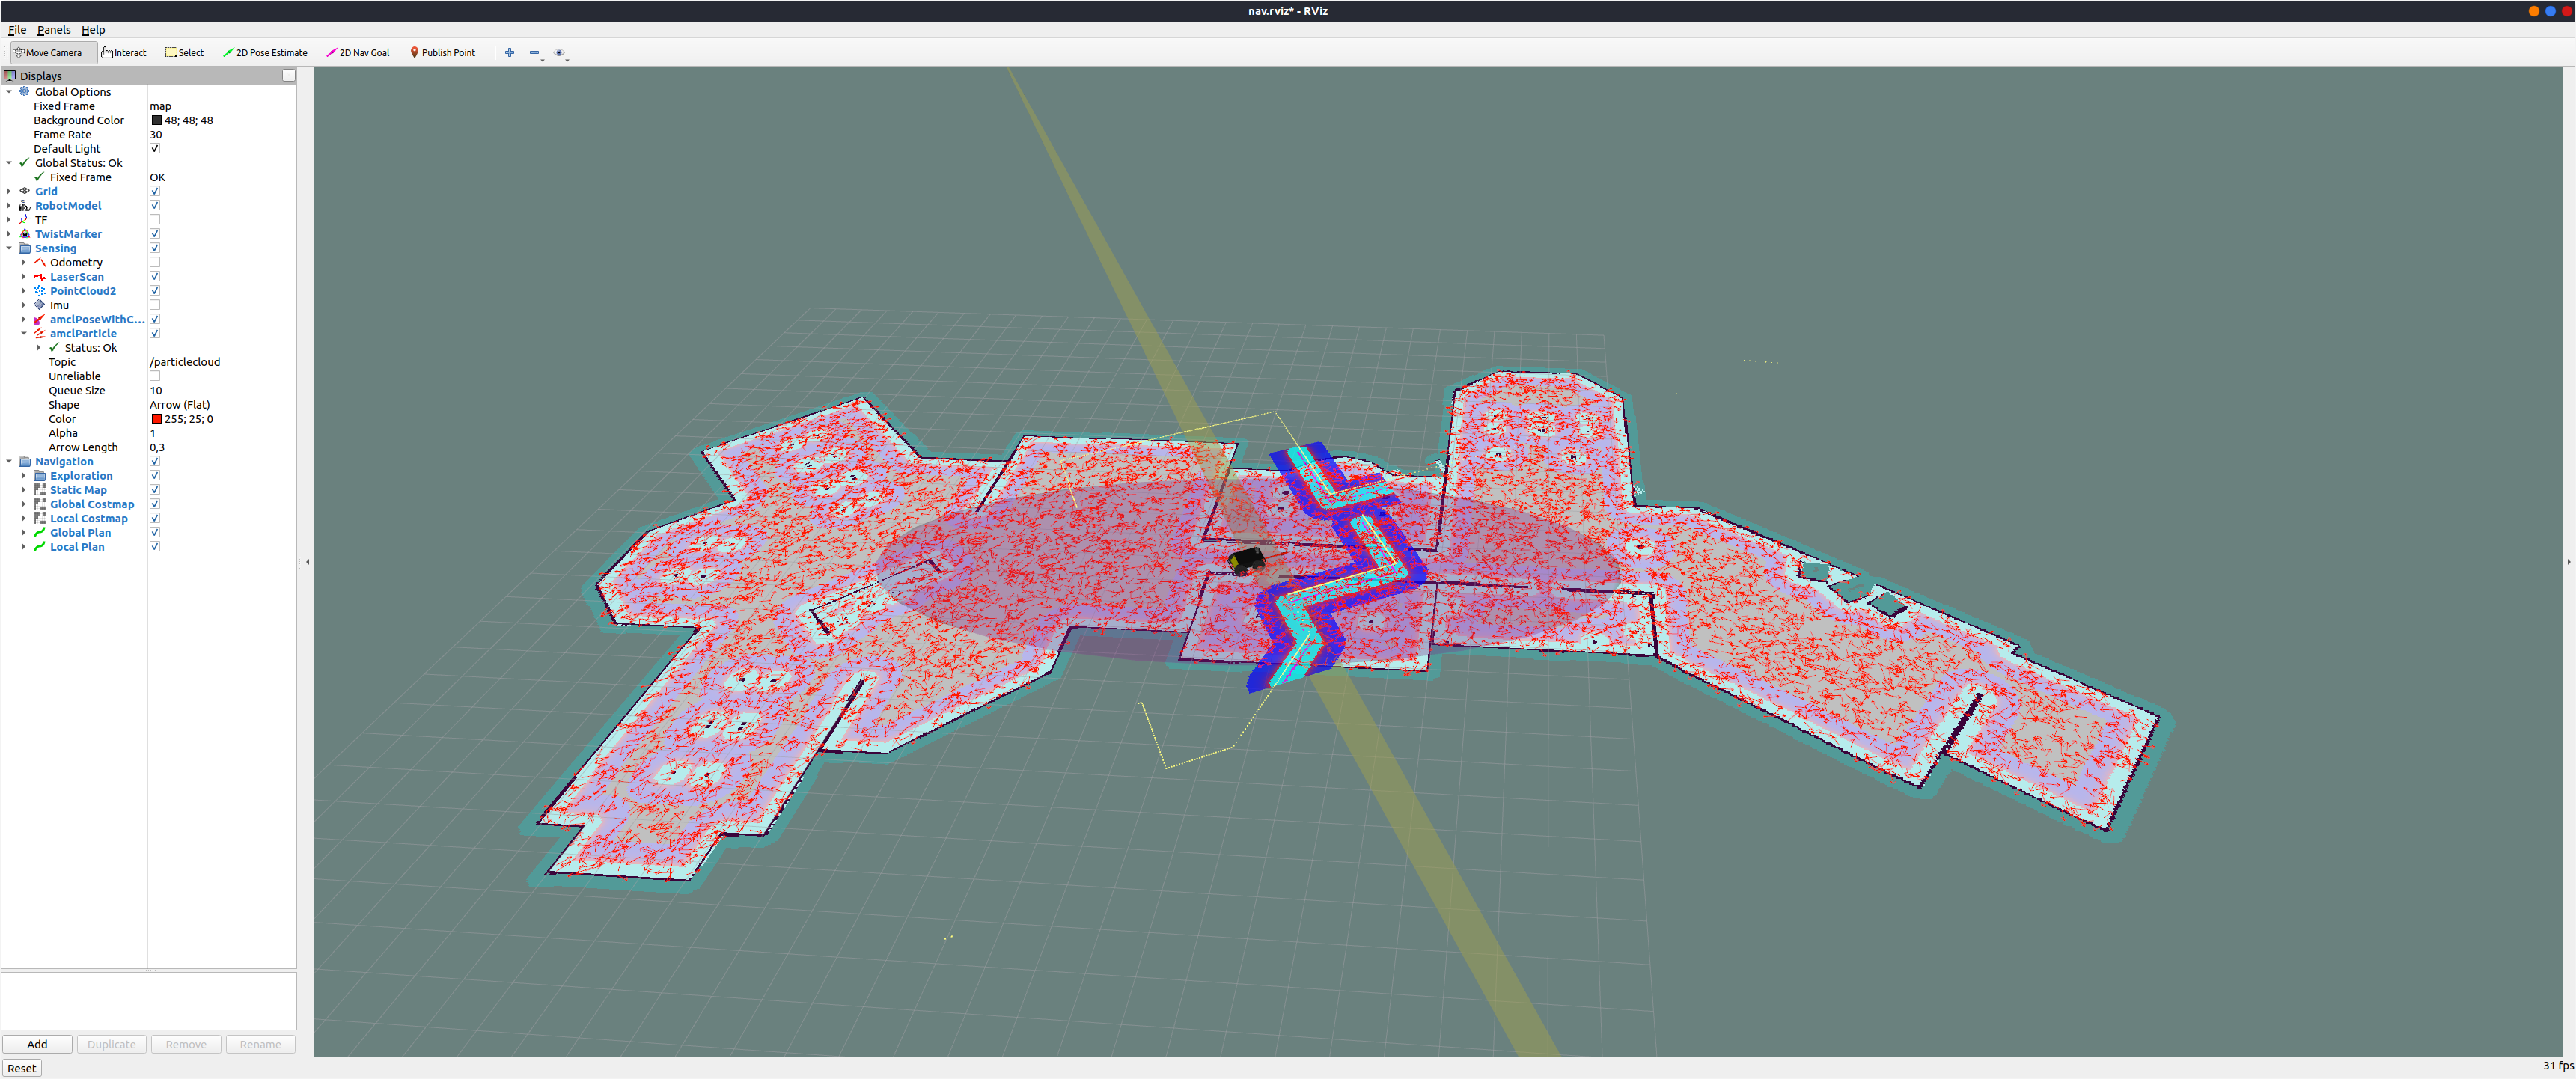 nav.rviz* - RViz
File Panels Help
Move Camera Interact Select 2D Pose Estimate 2D Nav Goal Publish Point
Displays
Global Options
Fixed Frame map
Background Color 48; 48; 48
Frame Rate 30
Default Light
Global Status: Ok
Fixed Frame OK
Grid
RobotModel
TF
TwistMarker
Sensing
Odometry
LaserScan
PointCloud2
Imu
amclPoseWithC...
amclParticle
Status: Ok
Topic /particlecloud
Unreliable
Queue Size 10
Shape Arrow (Flat)
Color 255; 25; 0
Alpha 1
Arrow Length 0,3
Navigation
Exploration
Static Map
Global Costmap
Local Costmap
Global Plan
Local Plan
Add Duplicate Remove Rename
Reset
31 fps